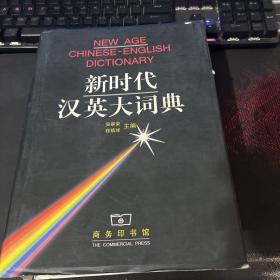 NEW AGE
CHINESE-ENGLISH
DICTIONARY
新时代
汉英大词典
吴景荣
程镇球
主编
商务印书馆
THE COMMERCIAL PRESS